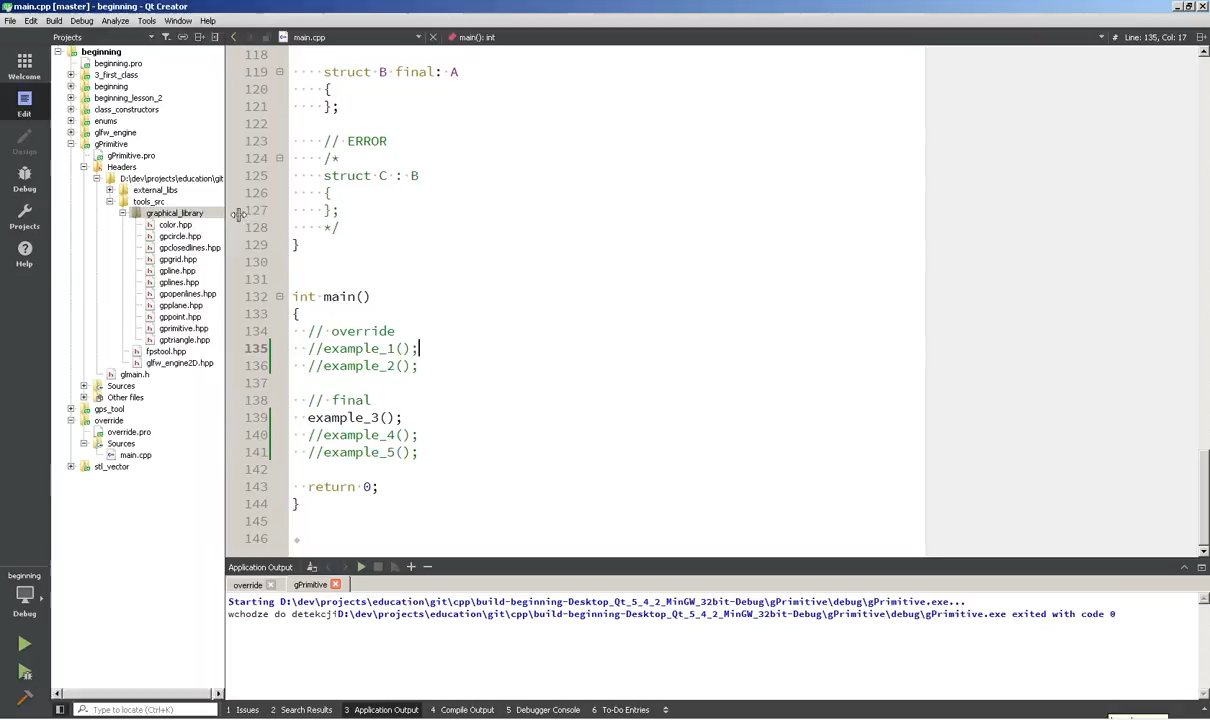 main.cpp [master] - beginning - Qt Creator
File Edit Build Debug Analyze Tools Window Help
Projects
main.cpp
main(): int
# Line: 135, Col: 17
Welcome
Edit
Design
Debug
Projects
Help
beginning
Debug
beginning
beginning.pro
3_first_class
beginning
beginning_lesson_2
class_constructors
enums
glfw_engine
gPrimitive
gPrimitive.pro
Headers
D:\dev\projects\education\git
external_libs
tools_src
graphical_library
color.hpp
gpcircle.hpp
gpclosedlines.hpp
gpgrid.hpp
gpline.hpp
gplines.hpp
gpopenlines.hpp
gpplane.hpp
gppoint.hpp
gprimitive.hpp
gptriangle.hpp
fpstool.hpp
glfw_engine2D.hpp
glmain.h
Sources
Other files
gps_tool
override
override.pro
Sources
main.cpp
stl_vector
118
119 struct B final: A
120 {
121 };
122
123 // ERROR
124 /*
125 struct C : B
126 {
127 };
128 */
129 }
130
131
132 int main()
133 {
134 // override
135 //example_1();
136 //example_2();
137
138 // final
139 example_3();
140 //example_4();
141 //example_5();
142
143 return 0;
144 }
145
146
Application Output
override
gPrimitive
Starting D:\dev\projects\education\git\cpp\build-beginning-Desktop_Qt_5_4_2_MinGW_32bit-Debug\gPrimitive\debug\gPrimitive.exe...
wchodze do detekcji!D:\dev\projects\education\git\cpp\build-beginning-Desktop_Qt_5_4_2_MinGW_32bit-Debug\gPrimitive\debug\gPrimitive.exe exited with code 0
Type to locate (Ctrl+K)
1 Issues 2 Search Results 3 Application Output 4 Compile Output 5 Debugger Console 6 To-Do Entries